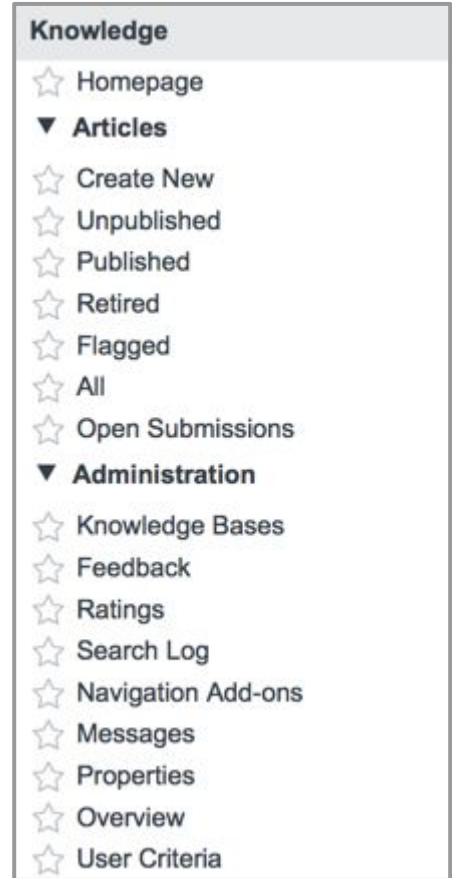 Knowledge
Homepage
Articles
Create New
Unpublished
Published
Retired
Flagged
All
Open Submissions
Administration
Knowledge Bases
Feedback
Ratings
Search Log
Navigation Add-ons
Messages
Properties
Overview
User Criteria